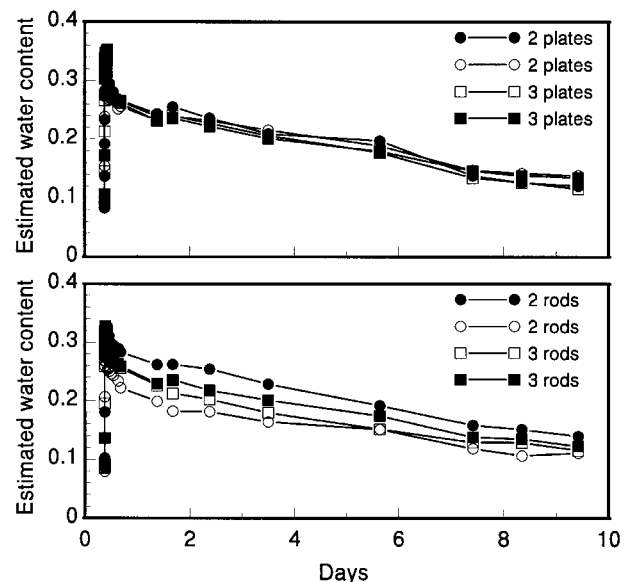 0.4
0.3
0.2
0.1
0
Estimated water content
2 plates
2 plates
3 plates
3 plates
0.4
0.3
0.2
0.1
0
Estimated water content
2 rods
2 rods
3 rods
3 rods
0 2 4 6 8 10
Days